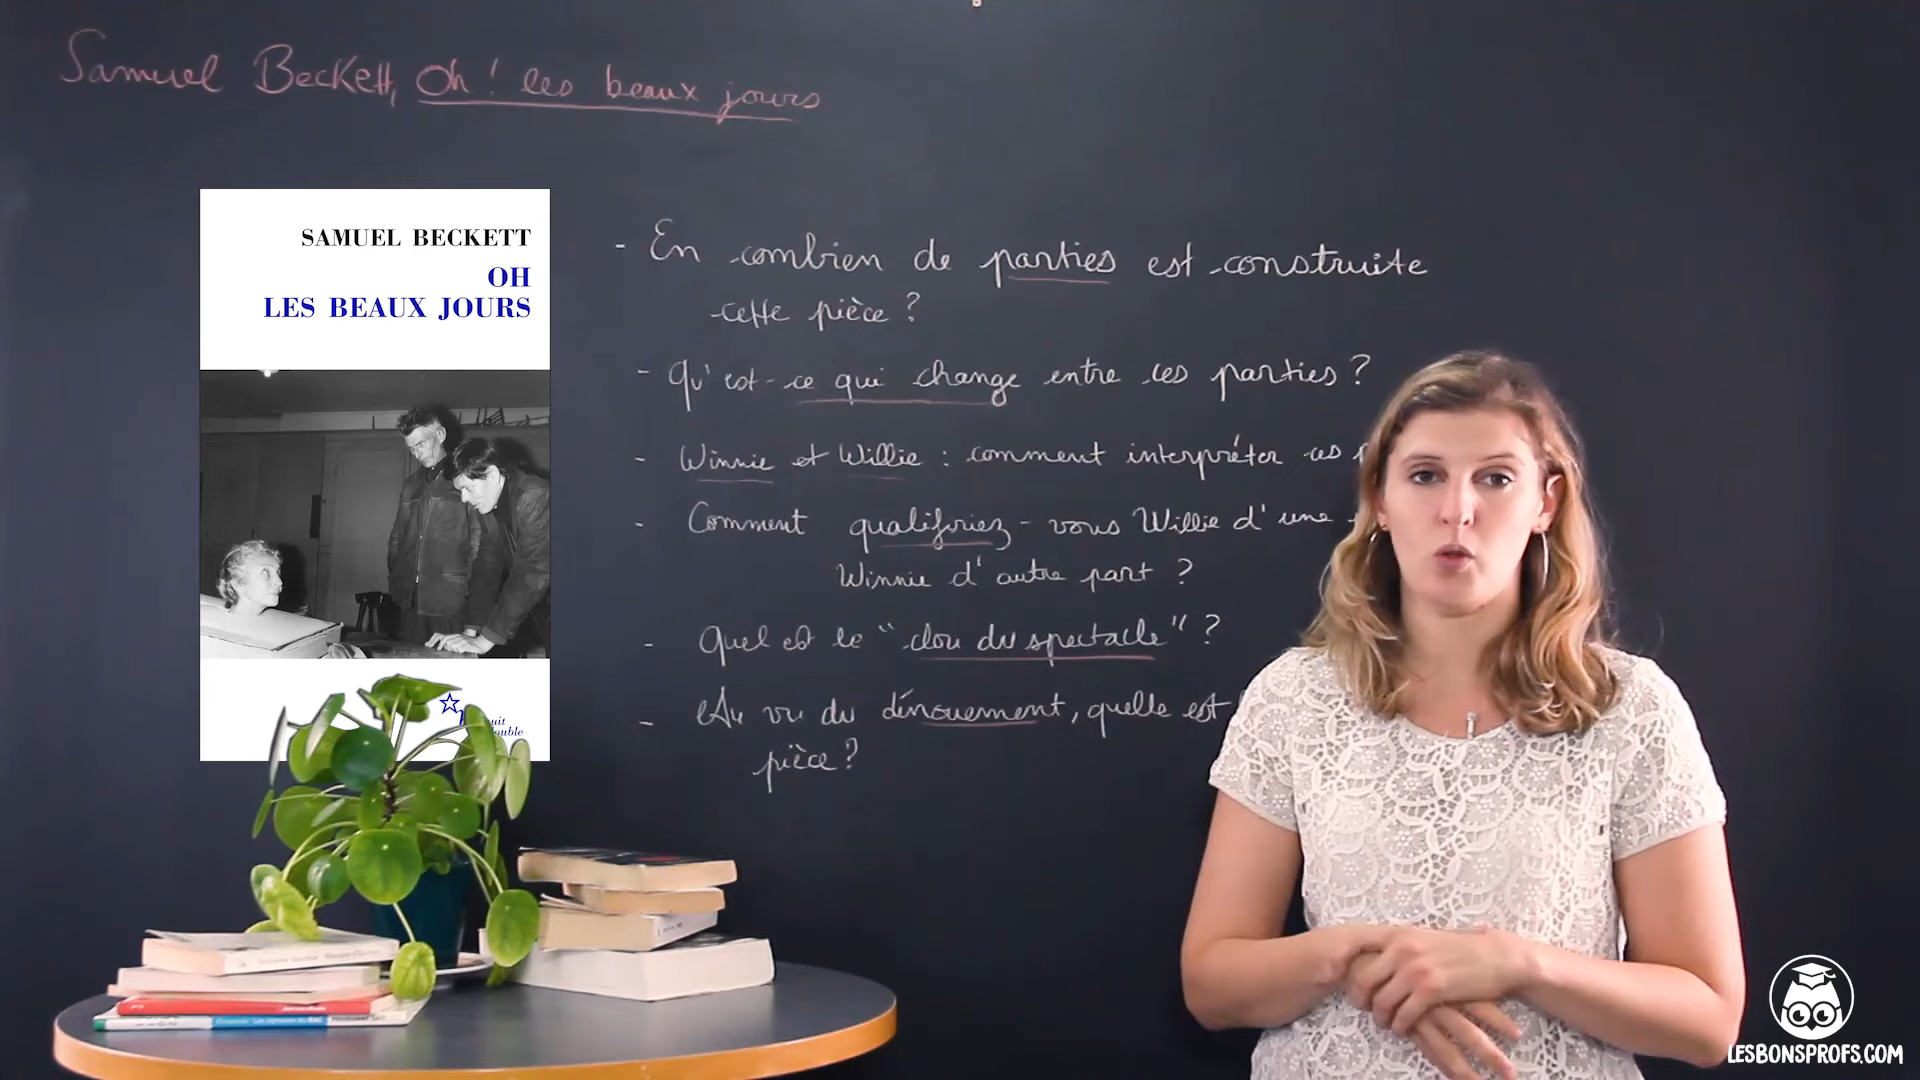 Samuel Beckett, Oh! les beaux jours
SAMUEL BECKETT
OH
LES BEAUX JOURS
- En combien de parties est construite
cette pièce ?
- Qu'est-ce qui change entre ces parties ?
- Winnie et Willie : comment interpréter ces
- Comment qualifiriez-vous Willie d'une
Winnie d'autre part ?
- Quel est le "clou du spectacle" ?
- Au vu du dénouement, quelle est
pièce ?
LESBONSPROFS.COM